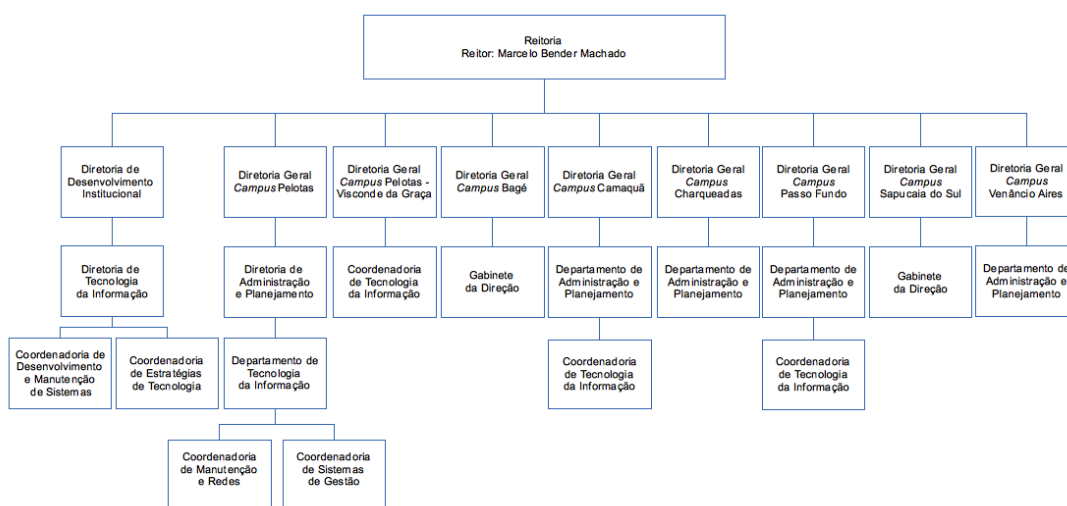 Reitoria
Reitor: Marcelo Bender Machado
Diretoria de
Desenvolvimento
Institucional
Diretoria Geral
Campus Pelotas
Diretoria Geral
Campus Pelotas -
Visconde da Graça
Diretoria Geral
Campus Bagé
Diretoria Geral
Campus Camaquã
Diretoria Geral
Campus
Charqueadas
Diretoria Geral
Campus
Passo Fundo
Diretoria Geral
Campus
Sapucaia do Sul
Diretoria Geral
Campus
Venâncio Aires
Diretoria de
Tecnologia
da Informação
Diretoria de
Administração
e Planejamento
Coordenadoria
de Tecnologia
da Informação
Gabinete
da Direção
Departamento de
Administração e
Planejamento
Departamento de
Administração e
Planejamento
Departamento de
Administração e
Planejamento
Gabinete
da Direção
Departamento de
Administração e
Planejamento
Coordenadoria de
Desenvolvimento
e Manutenção
de Sistemas
Coordenadoria
de Estratégias
de Tecnologia
Departamento de
Tecnologia
da Informação
Coordenadoria
de Tecnologia
da Informação
Coordenadoria
de Tecnologia
da Informação
Coordenadoria
de Manutenção
e Redes
Coordenadoria
de Sistemas
de Gestão